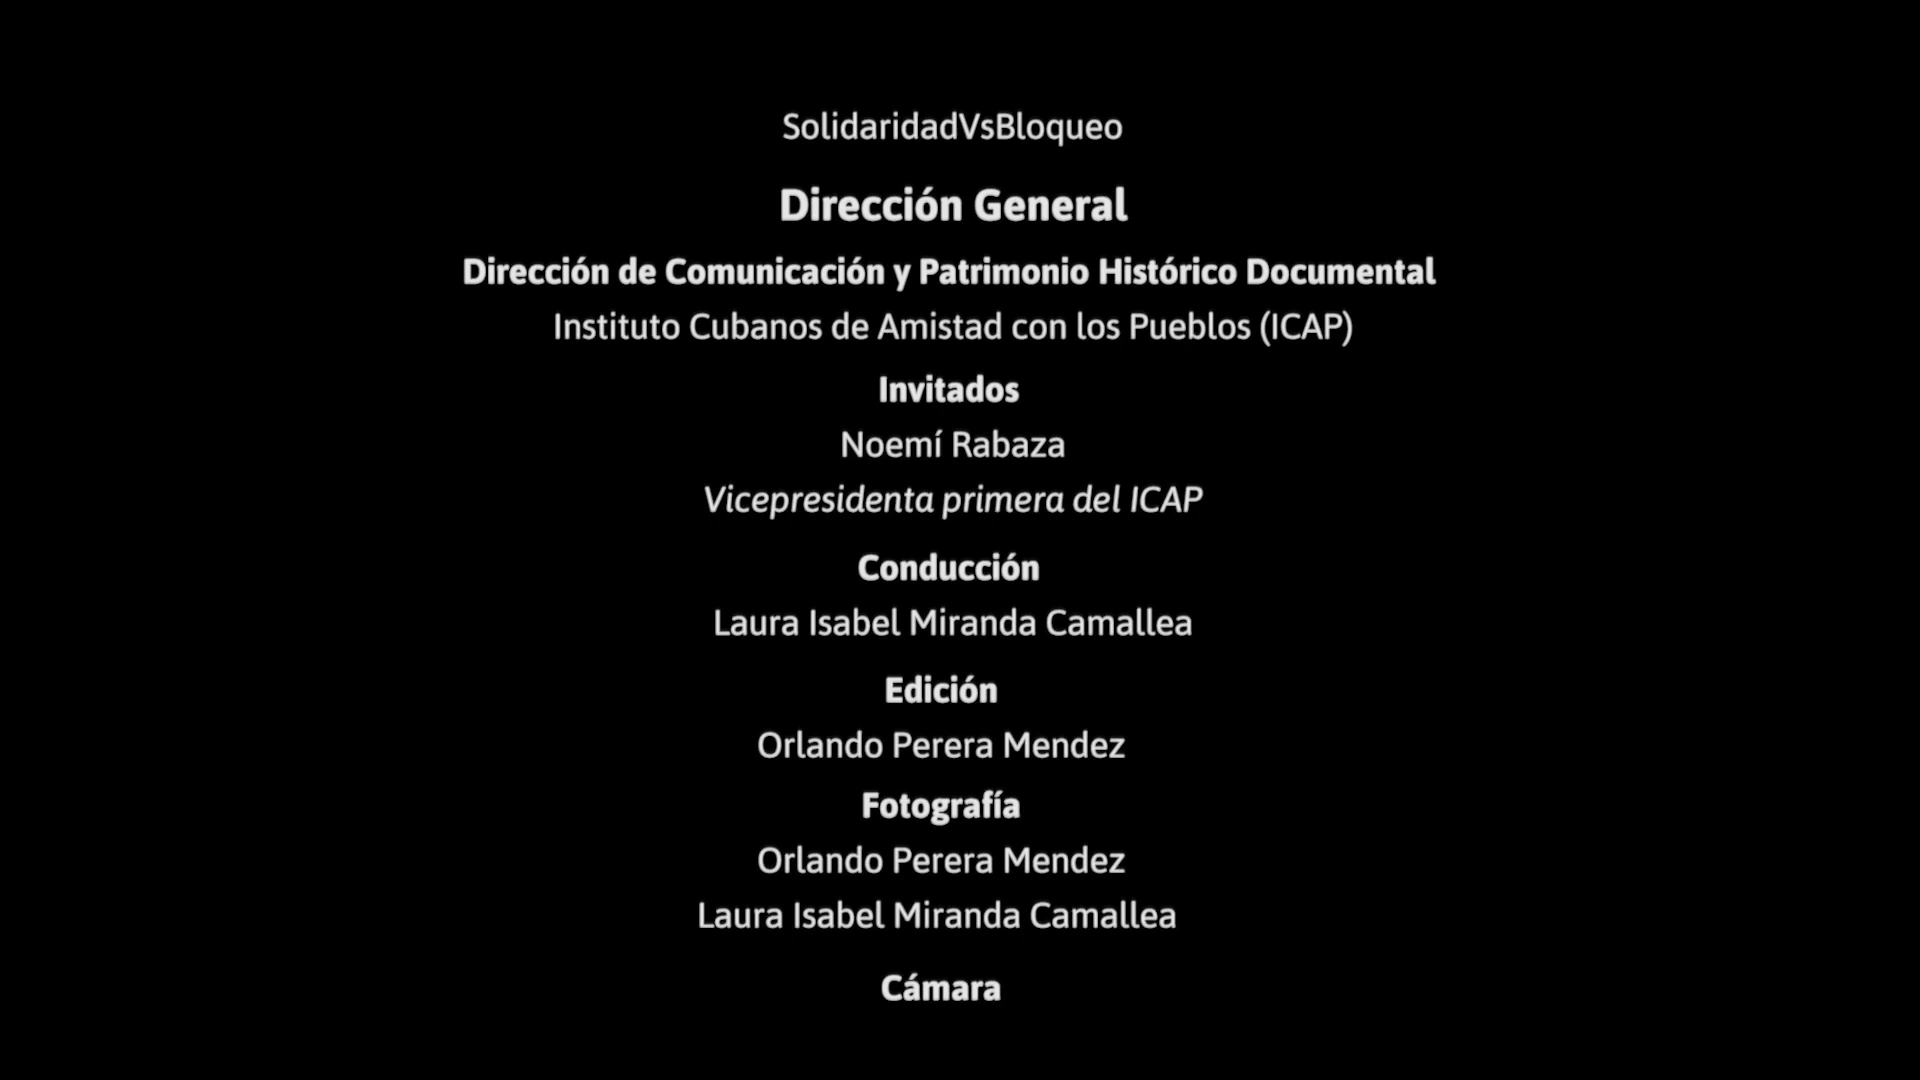 SolidaridadVsBloqueo
Dirección General
Dirección de Comunicación y Patrimonio Histórico Documental
Instituto Cubanos de Amistad con los Pueblos (ICAP)
Invitados
Noemí Rabaza
Vicepresidenta primera del ICAP
Conducción
Laura Isabel Miranda Camallea
Edición
Orlando Perera Mendez
Fotografía
Orlando Perera Mendez
Laura Isabel Miranda Camallea
Cámara